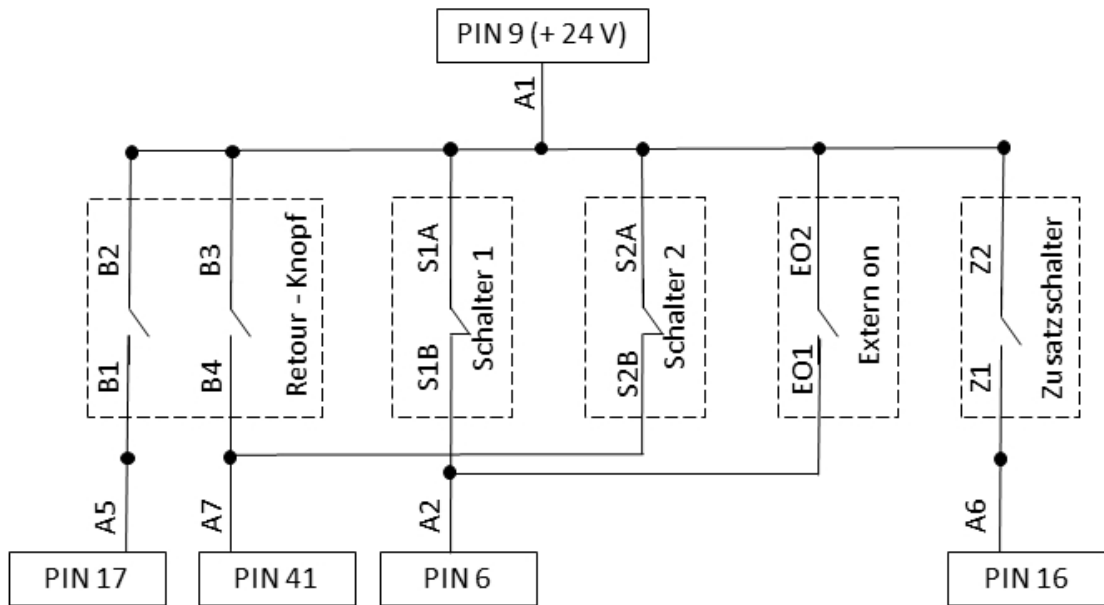 PIN 9 (+ 24 V)
A1
B2
B3
Retour - Knopf
S1A
Schalter 1
S2A
Schalter 2
EO2
Extern on
Z2
Zusatzschalter
B1
B4
S1B
S2B
EO1
Z1
A5
A7
A2
A6
PIN 17
PIN 41
PIN 6
PIN 16